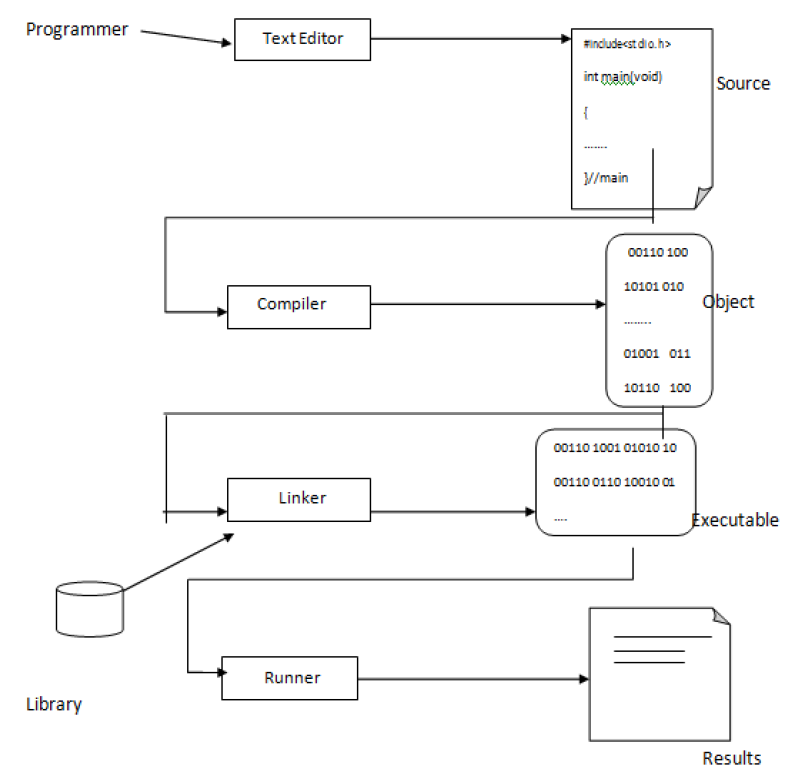 Programmer
Text Editor
#include<stdio.h>
int main(void)
{
........
}//main
Source
Compiler
00110 100
10101 010
........
01001 011
10110 100
Object
Linker
00110 1001 01010 10
00110 0110 10010 01
....
Executable
Library
Runner
Results